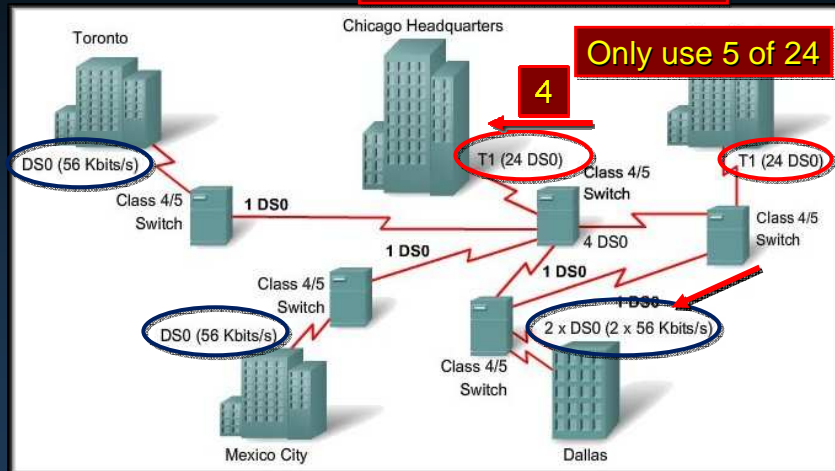 Chicago Headquarters
Toronto
Only use 5 of 24
4
DS0 (56 Kbits/s)
T1 (24 DS0)
T1 (24 DS0)
Class 4/5
Switch
Class 4/5
Switch
1 DS0
Class 4/5
Switch
4 DS0
1 DS0
1 DS0
Class 4/5
Switch
1 DS0
DS0 (56 Kbits/s)
2 x DS0 (2 x 56 Kbits/s)
Class 4/5
Switch
Mexico City
Dallas